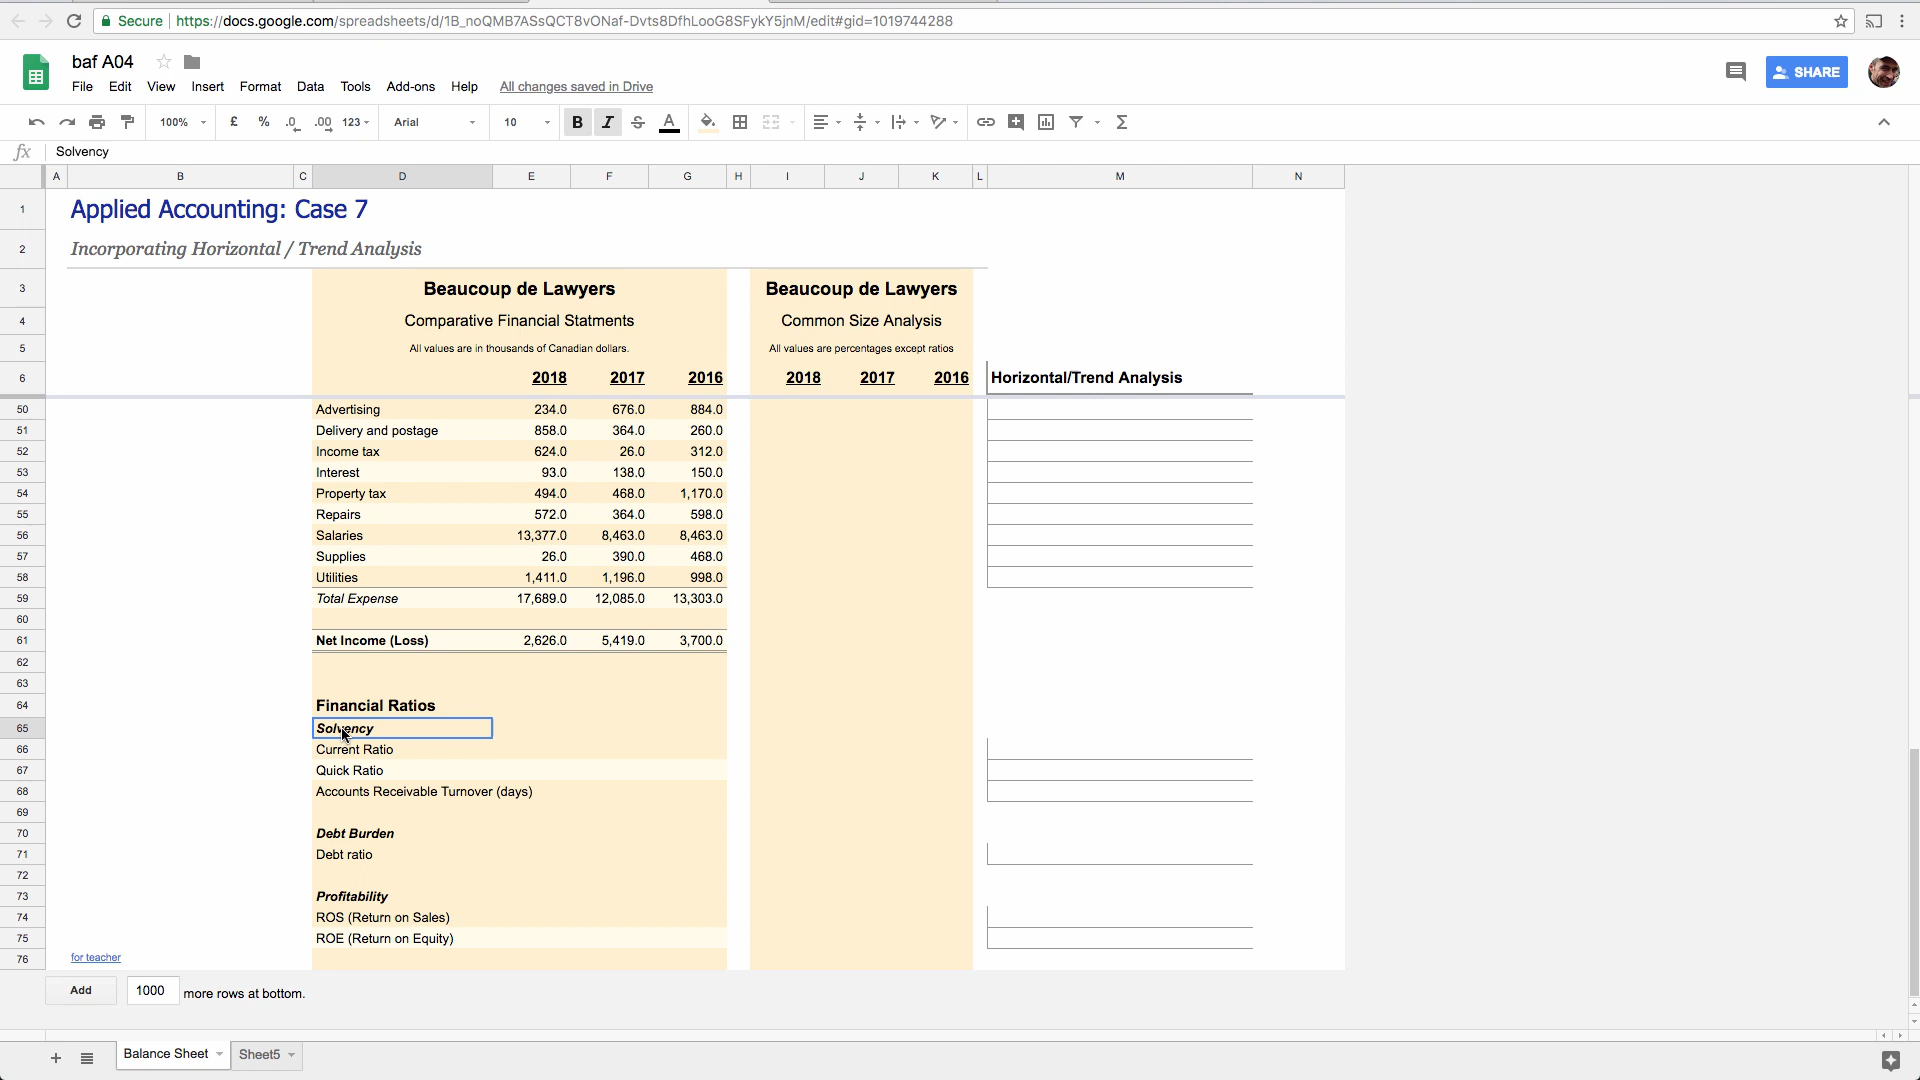 Secure https://docs.google.com/spreadsheets/d/1B_noQMB7ASsQCT8vONaf-Dvts8DfhLooG8SFykY5jnM/edit#gid=1019744288
baf A04
File Edit View Insert Format Data Tools Add-ons Help All changes saved in Drive
SHARE
100% £ % .0 .00 123 Arial 10 B I S A Σ
fx Solvency
A B C D E F G H I J K L M N
1 Applied Accounting: Case 7
2 Incorporating Horizontal / Trend Analysis
3 Beaucoup de Lawyers Beaucoup de Lawyers
4 Comparative Financial Statments Common Size Analysis
5 All values are in thousands of Canadian dollars. All values are percentages except ratios
6 2018 2017 2016 2018 2017 2016 Horizontal/Trend Analysis
50 Advertising 234.0 676.0 884.0
51 Delivery and postage 858.0 364.0 260.0
52 Income tax 624.0 26.0 312.0
53 Interest 93.0 138.0 150.0
54 Property tax 494.0 468.0 1,170.0
55 Repairs 572.0 364.0 598.0
56 Salaries 13,377.0 8,463.0 8,463.0
57 Supplies 26.0 390.0 468.0
58 Utilities 1,411.0 1,196.0 998.0
59 Total Expense 17,689.0 12,085.0 13,303.0
60
61 Net Income (Loss) 2,626.0 5,419.0 3,700.0
62
63
64 Financial Ratios
65 Solvency
66 Current Ratio
67 Quick Ratio
68 Accounts Receivable Turnover (days)
69
70 Debt Burden
71 Debt ratio
72
73 Profitability
74 ROS (Return on Sales)
75 ROE (Return on Equity)
76 for teacher
Add 1000 more rows at bottom.
Balance Sheet Sheet5